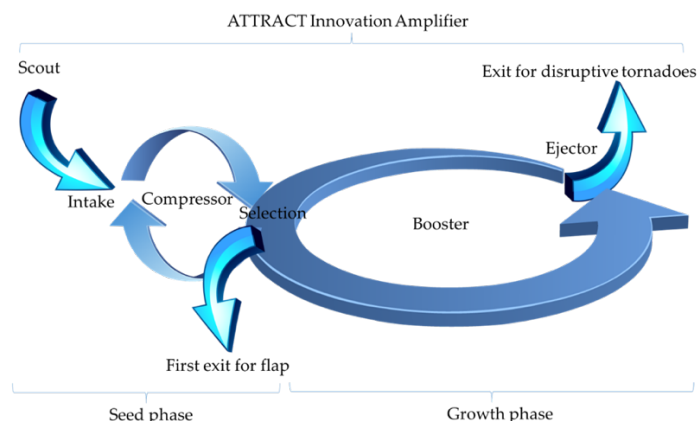 ATTRACT Innovation Amplifier
Scout
Exit for disruptive tornadoes
Ejector
Intake
Compressor
Selection
Booster
First exit for flap
Seed phase
Growth phase